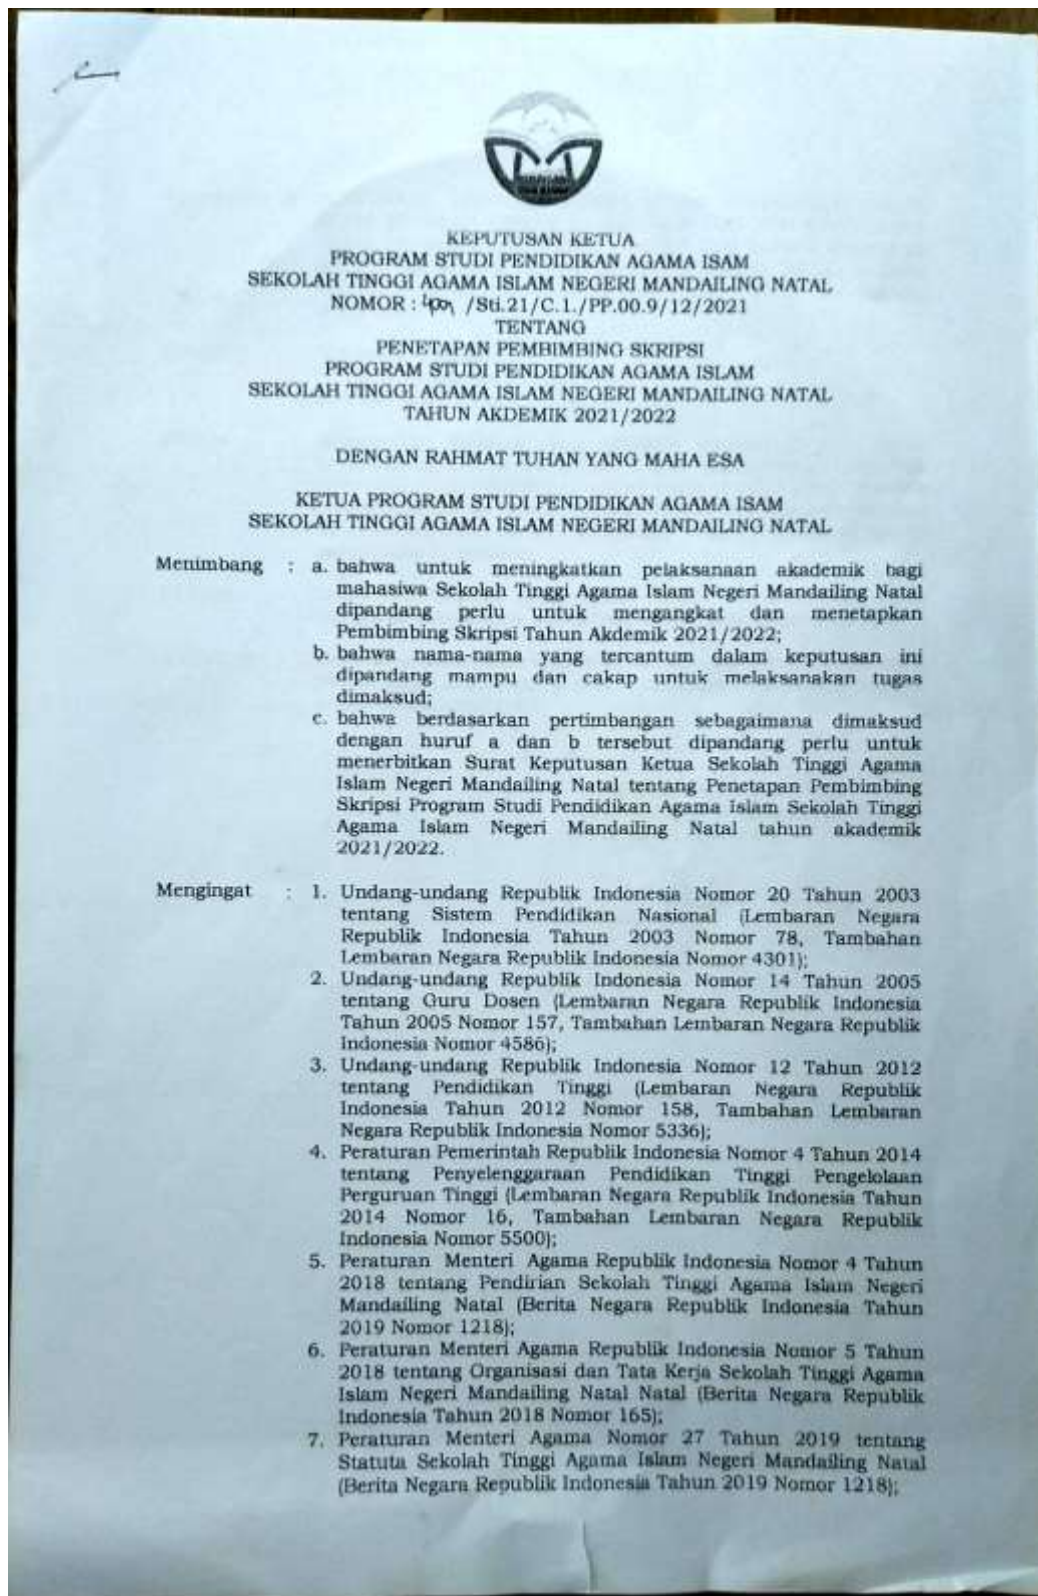 KEPUTUSAN KETUA
PROGRAM STUDI PENDIDIKAN AGAMA ISAM
SEKOLAH TINGGI AGAMA ISLAM NEGERI MANDAILING NATAL
NOMOR : /Sti.21/C.1./PP.00.9/12/2021
TENTANG
PENETAPAN PEMBIMBING SKRIPSI
PROGRAM STUDI PENDIDIKAN AGAMA ISLAM
SEKOLAH TINGGI AGAMA ISLAM NEGERI MANDAILING NATAL
TAHUN AKDEMIK 2021/2022
DENGAN RAHMAT TUHAN YANG MAHA ESA
KETUA PROGRAM STUDI PENDIDIKAN AGAMA ISAM
SEKOLAH TINGGI AGAMA ISLAM NEGERI MANDAILING NATAL
Menimbang : a. bahwa untuk meningkatkan pelaksanaan akademik bagi
mahasiwa Sekolah Tinggi Agama Islam Negeri Mandailing Natal
dipandang perlu untuk mengangkat dan menetapkan
Pembimbing Skripsi Tahun Akdemik 2021/2022;
b. bahwa nama-nama yang tercantum dalam keputusan ini
dipandang mampu dan cakap untuk melaksanakan tugas
dimaksud;
c. bahwa berdasarkan pertimbangan sebagaimana dimaksud
dengan huruf a dan b tersebut dipandang perlu untuk
menerbitkan Surat Keputusan Ketua Sekolah Tinggi Agama
Islam Negeri Mandailing Natal tentang Penetapan Pembimbing
Skripsi Program Studi Pendidikan Agama Islam Sekolah Tinggi
Agama Islam Negeri Mandailing Natal tahun akademik
2021/2022.
Mengingat : 1. Undang-undang Republik Indonesia Nomor 20 Tahun 2003
tentang Sistem Pendidikan Nasional (Lembaran Negara
Republik Indonesia Tahun 2003 Nomor 78, Tambahan
Lembaran Negara Republik Indonesia Nomor 4301);
2. Undang-undang Republik Indonesia Nomor 14 Tahun 2005
tentang Guru Dosen (Lembaran Negara Republik Indonesia
Tahun 2005 Nomor 157, Tambahan Lembaran Negara Republik
Indonesia Nomor 4586);
3. Undang-undang Republik Indonesia Nomor 12 Tahun 2012
tentang Pendidikan Tinggi (Lembaran Negara Republik
Indonesia Tahun 2012 Nomor 158, Tambahan Lembaran
Negara Republik Indonesia Nomor 5336);
4. Peraturan Pemerintah Republik Indonesia Nomor 4 Tahun 2014
tentang Penyelenggaraan Pendidikan Tinggi Pengelolaan
Perguruan Tinggi (Lembaran Negara Republik Indonesia Tahun
2014 Nomor 16, Tambahan Lembaran Negara Republik
Indonesia Nomor 5500);
5. Peraturan Menteri Agama Republik Indonesia Nomor 4 Tahun
2018 tentang Pendirian Sekolah Tinggi Agama Islam Negeri
Mandailing Natal (Berita Negara Republik Indonesia Tahun
2019 Nomor 1218);
6. Peraturan Menteri Agama Republik Indonesia Nomor 5 Tahun
2018 tentang Organisasi dan Tata Kerja Sekolah Tinggi Agama
Islam Negeri Mandailing Natal Natal (Berita Negara Republik
Indonesia Tahun 2018 Nomor 165);
7. Peraturan Menteri Agama Nomor 27 Tahun 2019 tentang
Statuta Sekolah Tinggi Agama Islam Negeri Mandailing Natal
(Berita Negara Republik Indonesia Tahun 2019 Nomor 1218);